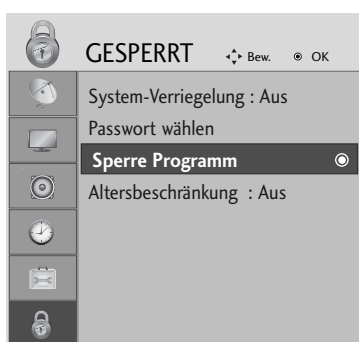 GESPERRT Bew. OK
System-Verriegelung : Aus
Passwort wählen
Sperre Programm
Altersbeschränkung : Aus